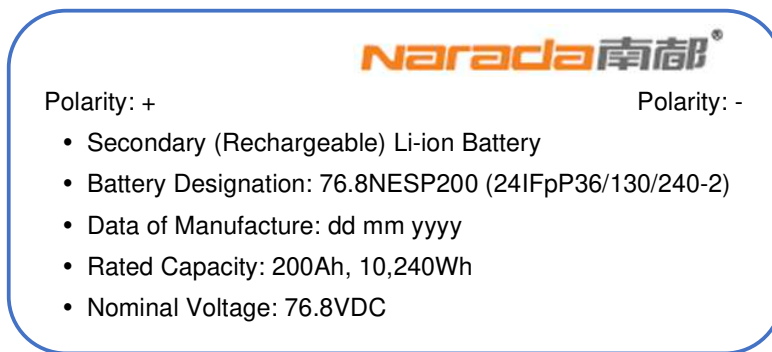 Narada南都®
Polarity: + Polarity: -
• Secondary (Rechargeable) Li-ion Battery
• Battery Designation: 76.8NESP200 (24IFpP36/130/240-2)
• Data of Manufacture: dd mm yyyy
• Rated Capacity: 200Ah, 10,240Wh
• Nominal Voltage: 76.8VDC